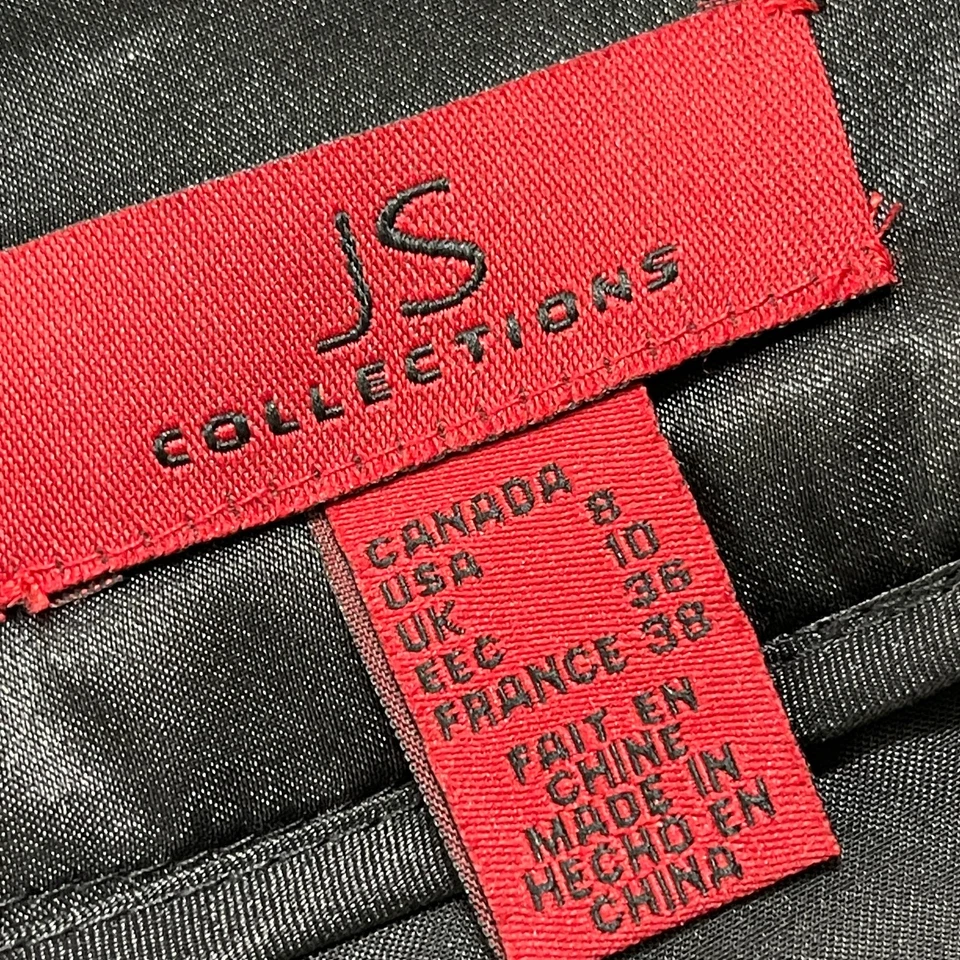 JS
COLLECTIONS
CANADA
USA 8
UK 10
EEC 36
FRANCE 38
FAIT EN
CHINE
MADE IN
HECHO EN
CHINA